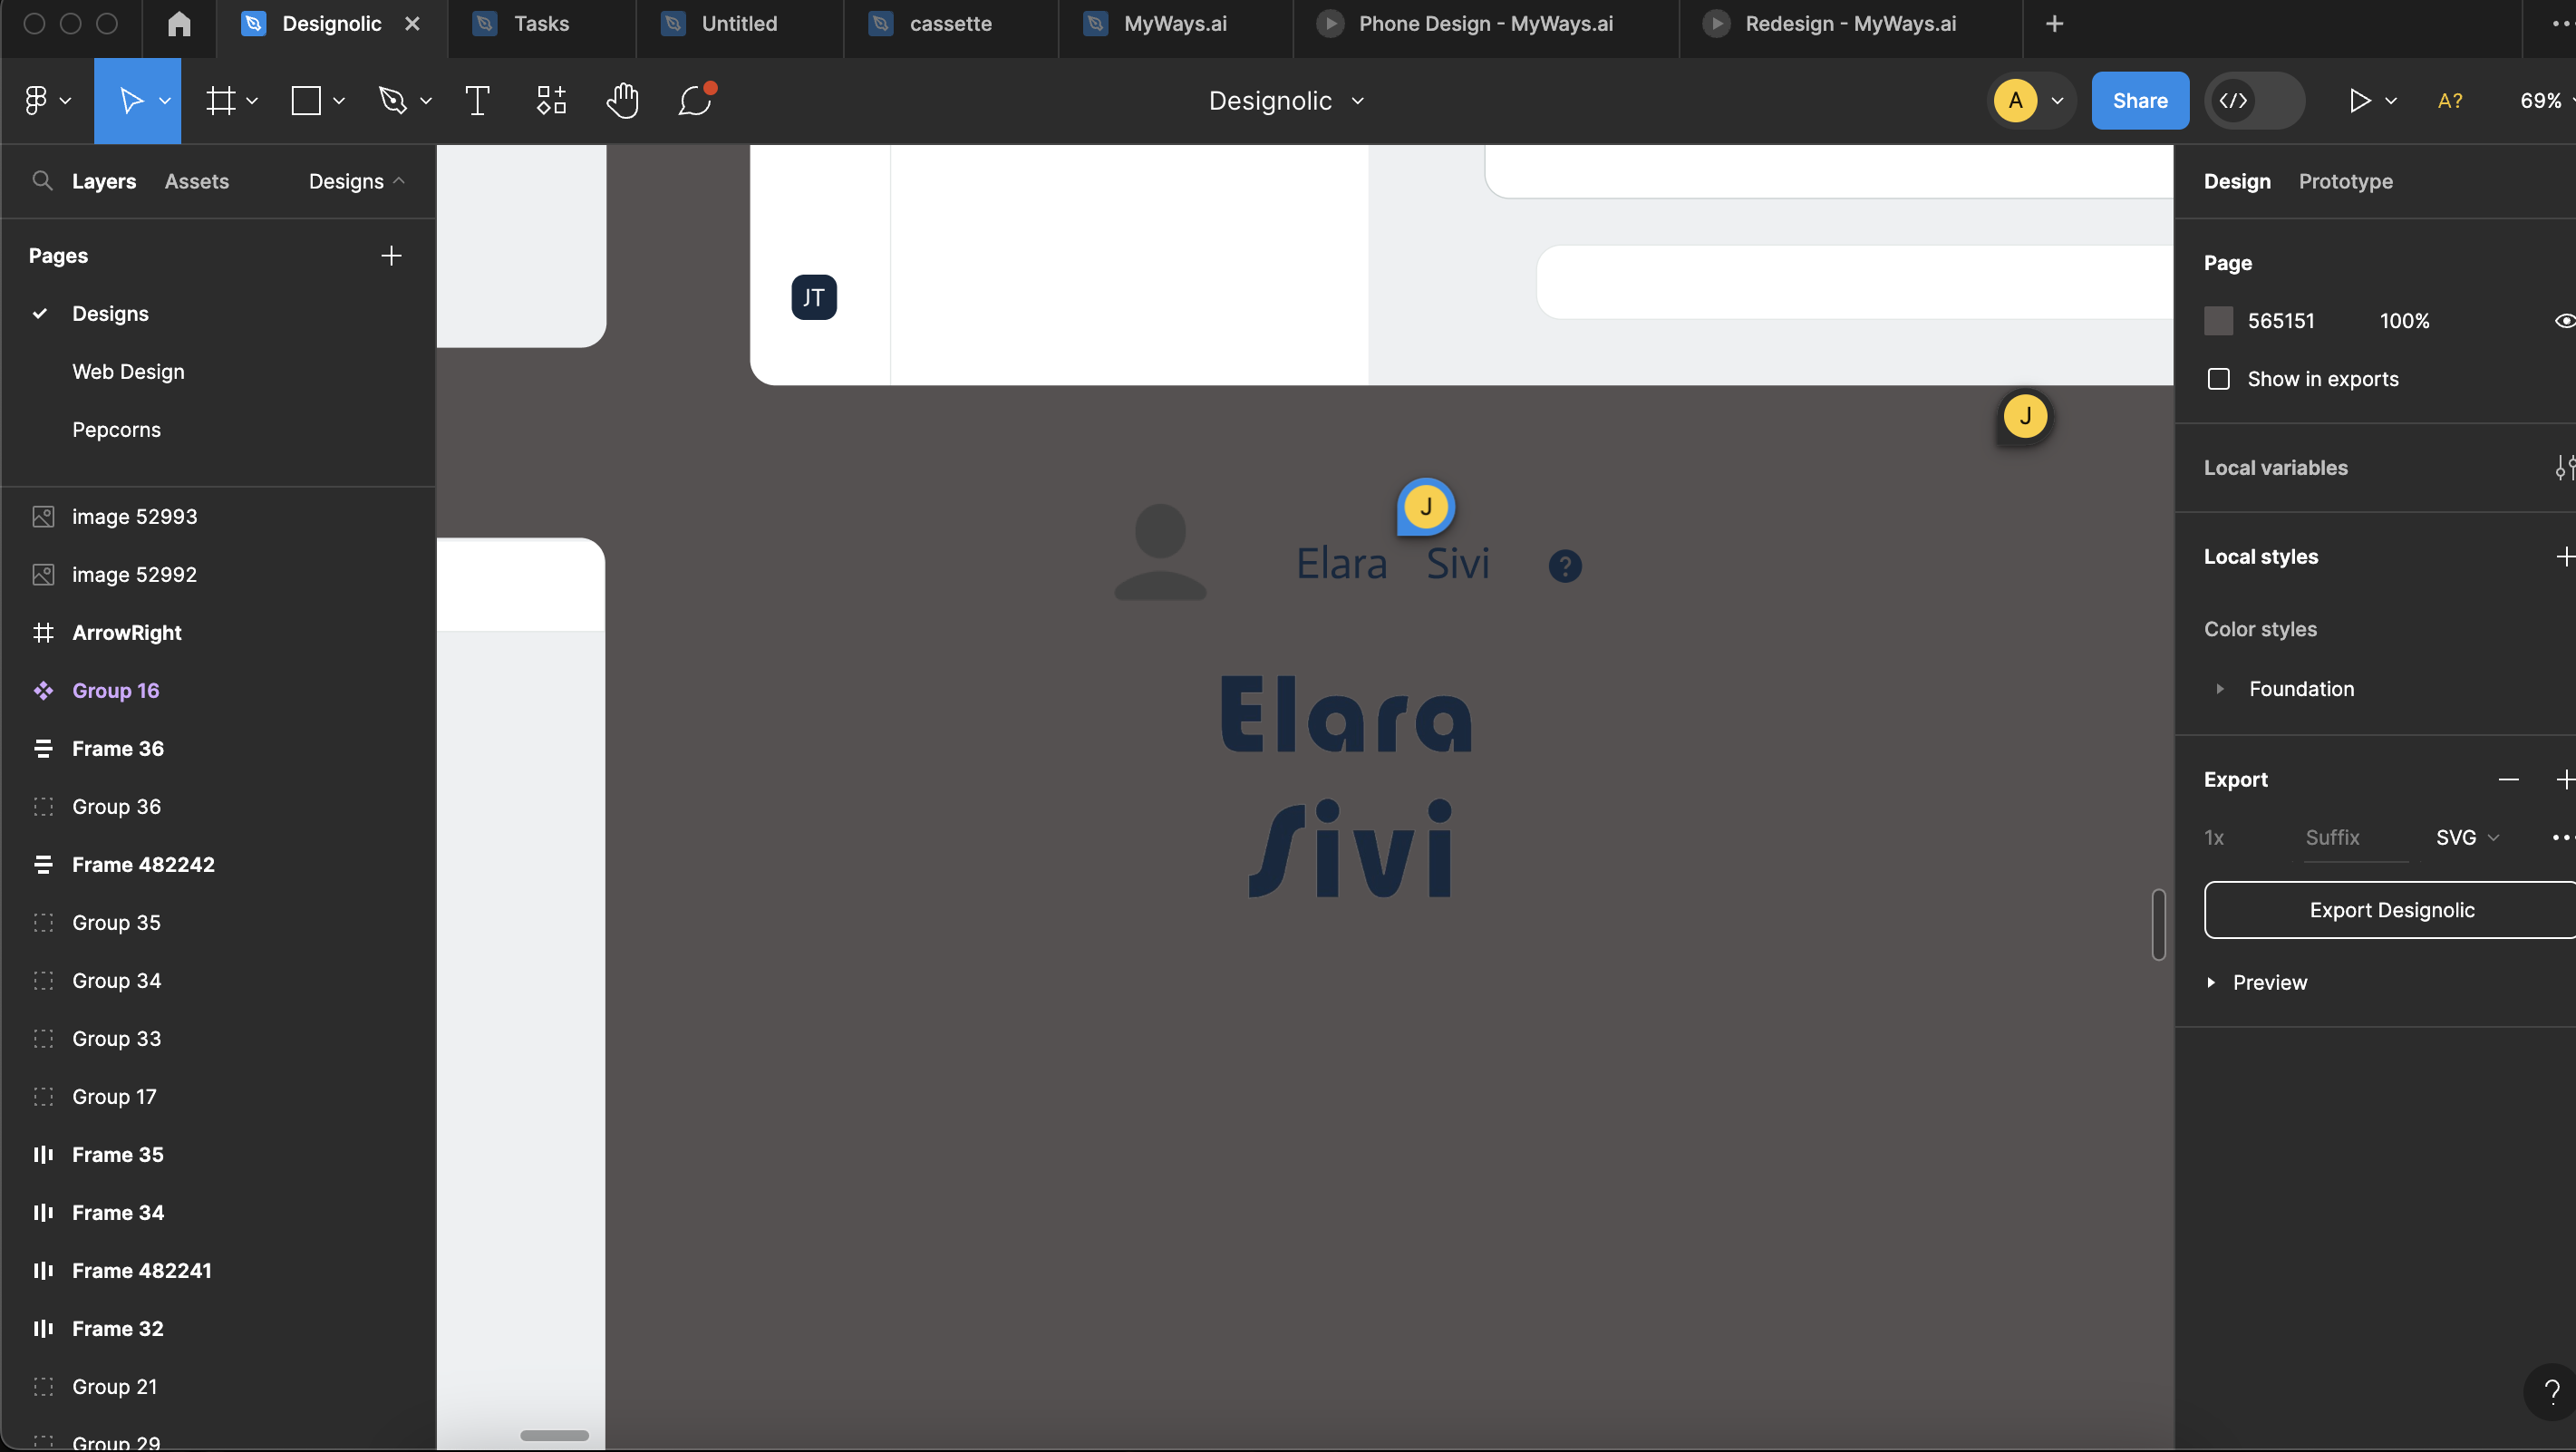 Designolic
Tasks
Untitled
cassette
MyWays.ai
Phone Design - MyWays.ai
Redesign - MyWays.ai
Designolic
A
Share
A?
69%
Layers
Assets
Designs
Design
Prototype
Pages
Designs
Web Design
Pepcorns
image 52993
image 52992
ArrowRight
Group 16
Frame 36
Group 36
Frame 482242
Group 35
Group 34
Group 33
Group 17
Frame 35
Frame 34
Frame 482241
Frame 32
Group 21
Group 29
JT
J
J
Elara Sivi ?
Elara
Sivi
Page
565151 100%
Show in exports
Local variables
Local styles
Color styles
Foundation
Export
1x Suffix SVG
Export Designolic
Preview
?